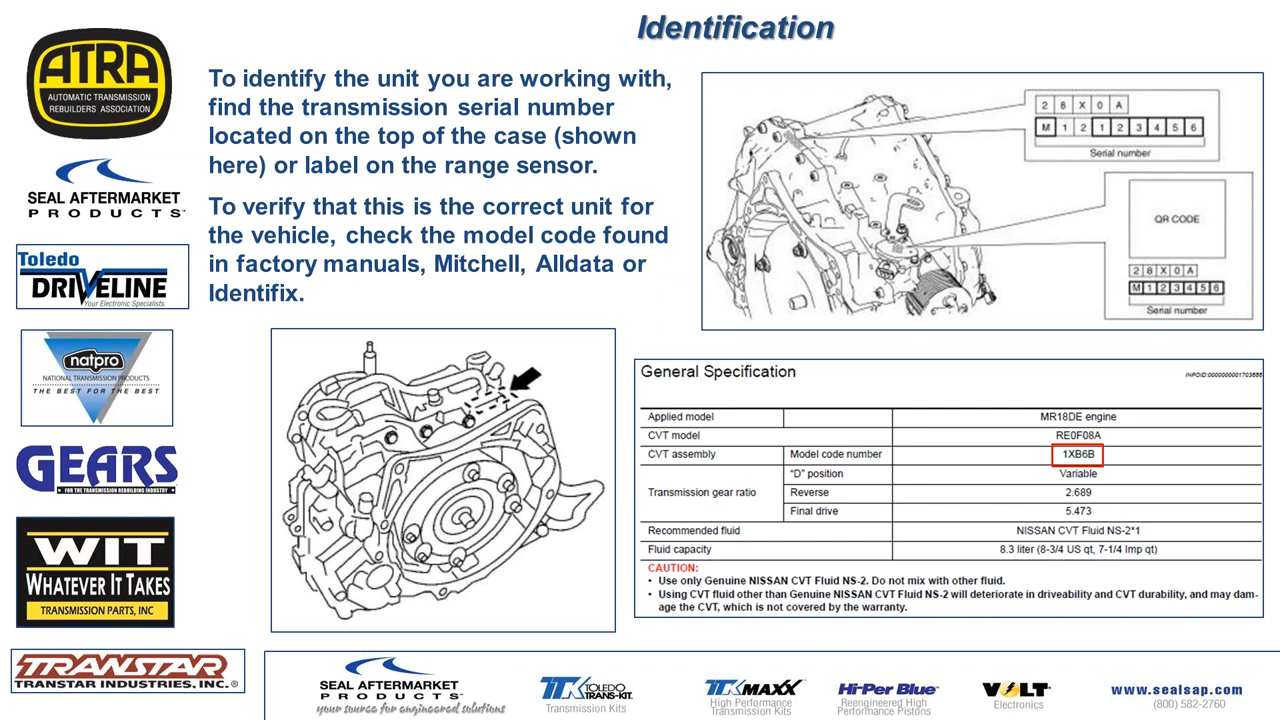 Identification
ATRA
AUTOMATIC TRANSMISSION
REBUILDERS ASSOCIATION
SEAL AFTERMARKET
PRODUCTS™
Toledo
DRIVELINE
Your Electronic Specialists.
natpro
NATIONAL TRANSMISSION PRODUCTS
THE BEST FOR THE BEST
GEARS
FOR THE TRANSMISSION REBUILDING INDUSTRY
WIT
WHATEVER IT TAKES
TRANSMISSION PARTS, INC
TRANSTAR
TRANSTAR INDUSTRIES, INC.®
To identify the unit you are working with,
find the transmission serial number
located on the top of the case (shown
here) or label on the range sensor.
To verify that this is the correct unit for
the vehicle, check the model code found
in factory manuals, Mitchell, Alldata or
Identifix.
2 8 X 0 A
M 1 2 1 2 3 4 5 6
Serial number
QR CODE
2 8 X 0 A
M 1 2 3 4 5 6
Serial number
General Specification
INFOID:0000000001703668
Applied model MR18DE engine
CVT model RE0F08A
CVT assembly Model code number 1XB6B
Transmission gear ratio "D" position Variable
Reverse 2.689
Final drive 5.473
Recommended fluid NISSAN CVT Fluid NS-2*1
Fluid capacity 8.3 liter (8-3/4 US qt, 7-1/4 Imp qt)
CAUTION:
• Use only Genuine NISSAN CVT Fluid NS-2. Do not mix with other fluid.
• Using CVT fluid other than Genuine NISSAN CVT Fluid NS-2 will deteriorate in driveability and CVT durability, and may dam-
age the CVT, which is not covered by the warranty.
SEAL AFTERMARKET
PRODUCTS™
your source for engineered solutions
TTK TOLEDO TRANS-KIT.
Transmission Kits
TTK MAXX™
High Performance
Transmission Kits
Hi-Per Blue™
Reengineered High
Performance Pistons
VOLT™
Electronics
www.sealsap.com
(800) 582-2760